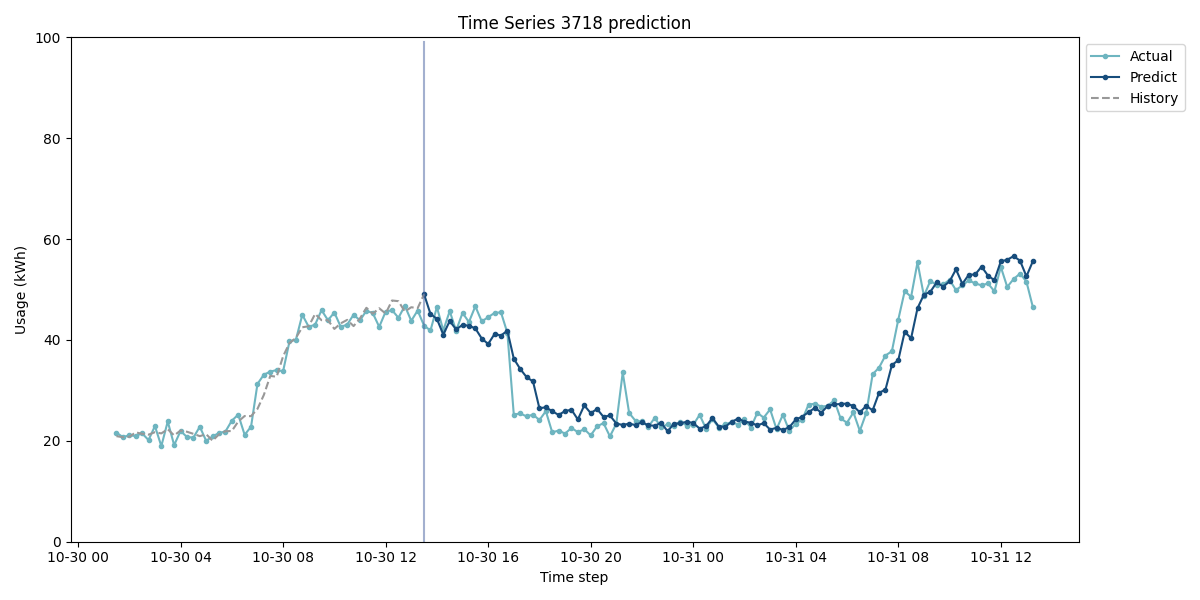 Time Series 3718 prediction
Actual
Predict
History
Usage (kWh)
100
80
60
40
20
0
10-30 00
10-30 04
10-30 08
10-30 12
10-30 16
10-30 20
10-31 00
10-31 04
10-31 08
10-31 12
Time step